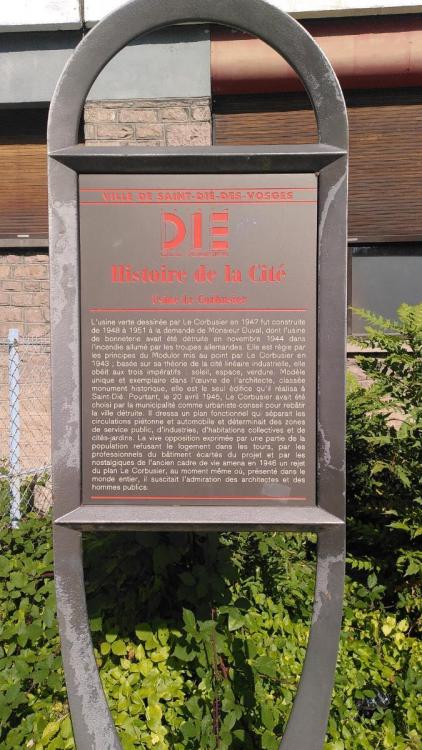 VILLE DE SAINT-DIÉ-DES-VOSGES
DIE
Histoire de la Cité
Usine Le Corbusier
L'usine verte dessinée par Le Corbusier en 1947 fut construite
de 1948 à 1951 à la demande de Monsieur Duval, dont l'usine
de bonneterie avait été détruite en novembre 1944 dans
l'incendie allumé par les troupes allemandes. Elle est régie par
les principes du Modulor mis au point par Le Corbusier en
1943 ; basée sur sa théorie de la cité linéaire industrielle, elle
obéit aux trois impératifs : soleil, espace, verdure. Modèle
unique et exemplaire dans l'œuvre de l'architecte, classée
monument historique, elle est le seul édifice qu'il réalisa à
Saint-Dié. Pourtant, le 20 avril 1945, Le Corbusier avait été
choisi par la municipalité comme urbaniste conseil pour rebâtir
la ville détruite. Il dressa un plan fonctionnel qui séparait les
circulations piétonne et automobile et déterminait des zones
de service public, d'industries, d'habitations collectives et de
cités-jardins. La vive opposition exprimée par une partie de la
population refusant le logement dans les tours, par les
professionnels du bâtiment écartés du projet et par les
nostalgiques de l'ancien cadre de vie amena en 1946 un rejet
du plan Le Corbusier, au moment même où, présenté dans le
monde entier, il suscitait l'admiration des architectes et des
hommes publics.